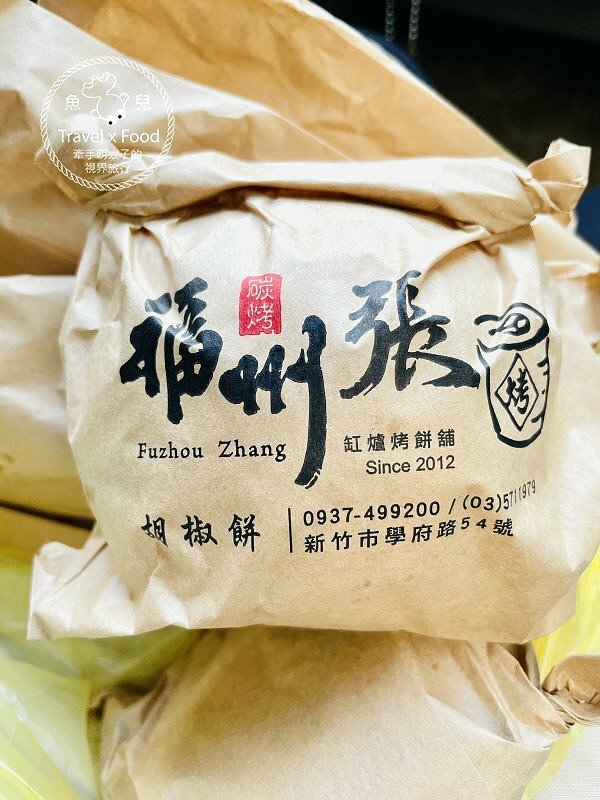 魚 兒
Travel x Food
牽手明太子的
視界旅行
碳烤
福州張
烤
Fuzhou Zhang
缸爐烤餅舖
Since 2012
胡椒餅
0937-499200 / (03)5711979
新竹市學府路54號